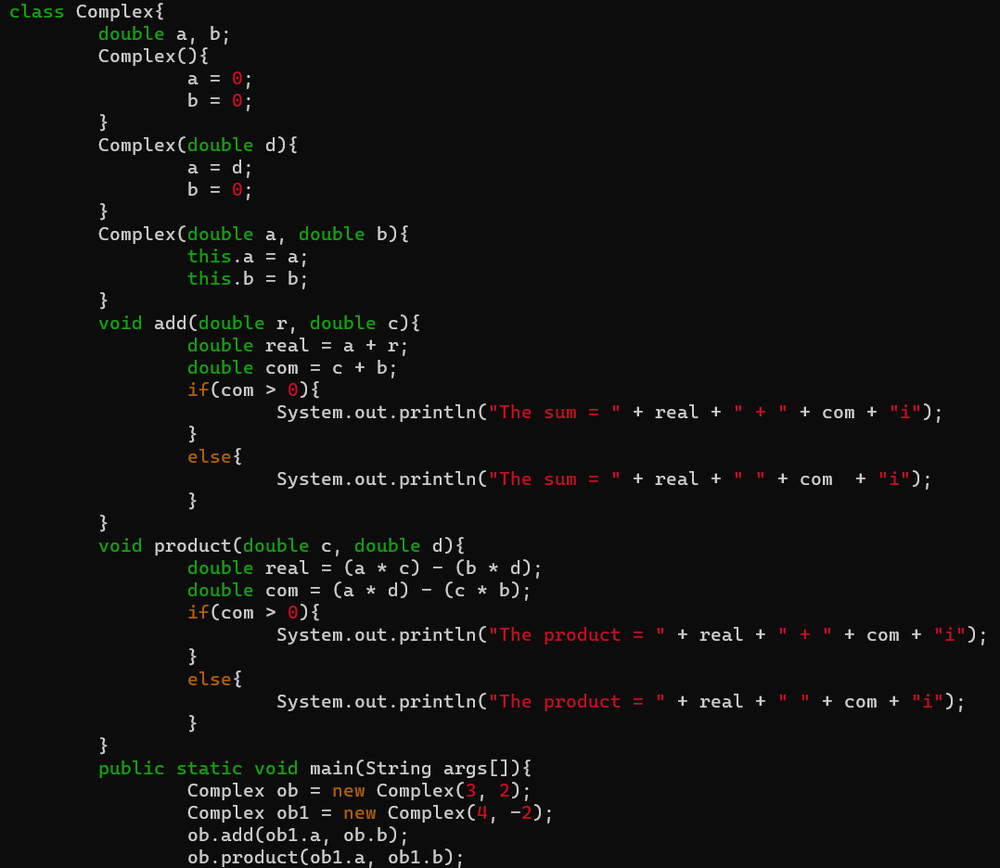 class Complex{
        double a, b;
        Complex(){
                a = 0;
                b = 0;
        }
        Complex(double d){
                a = d;
                b = 0;
        }
        Complex(double a, double b){
                this.a = a;
                this.b = b;
        }
        void add(double r, double c){
                double real = a + r;
                double com = c + b;
                if(com > 0){
                        System.out.println("The sum = " + real + " + " + com + "i");
                }
                else{
                        System.out.println("The sum = " + real + " " + com  + "i");
                }
        }
        void product(double c, double d){
                double real = (a * c) - (b * d);
                double com = (a * d) - (c * b);
                if(com > 0){
                        System.out.println("The product = " + real + " + " + com + "i");
                }
                else{
                        System.out.println("The product = " + real + " " + com + "i");
                }
        }
        public static void main(String args[]){
                Complex ob = new Complex(3, 2);
                Complex ob1 = new Complex(4, -2);
                ob.add(ob1.a, ob.b);
                ob.product(ob1.a, ob1.b);